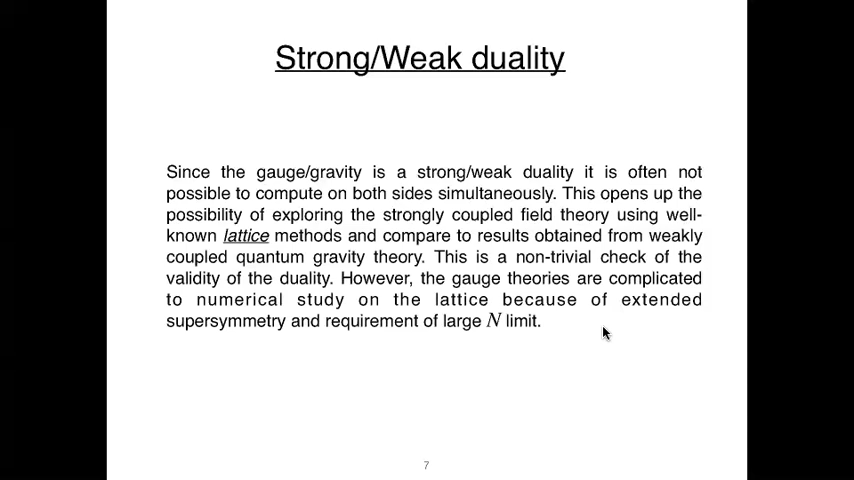 Strong/Weak duality
Since the gauge/gravity is a strong/weak duality it is often not
possible to compute on both sides simultaneously. This opens up the
possibility of exploring the strongly coupled field theory using well-
known lattice methods and compare to results obtained from weakly
coupled quantum gravity theory. This is a non-trivial check of the
validity of the duality. However, the gauge theories are complicated
to numerical study on the lattice because of extended
supersymmetry and requirement of large N limit.
7